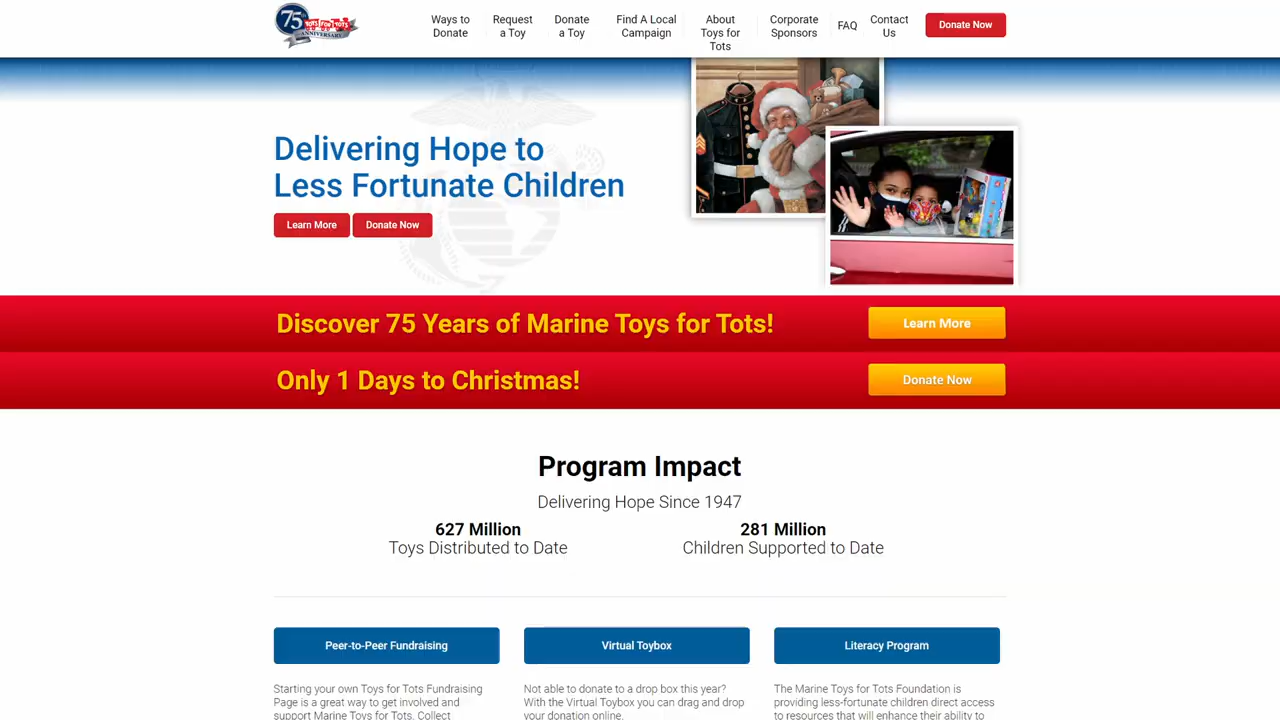 75th
TOYS FOR TOTS
ANNIVERSARY
Ways to
Donate
Request
a Toy
Donate
a Toy
Find A Local
Campaign
About
Toys for
Tots
Corporate
Sponsors
FAQ
Contact
Us
Donate Now
Delivering Hope to
Less Fortunate Children
Learn More
Donate Now
Discover 75 Years of Marine Toys for Tots!
Learn More
Only 1 Days to Christmas!
Donate Now
Program Impact
Delivering Hope Since 1947
627 Million
Toys Distributed to Date
281 Million
Children Supported to Date
Peer-to-Peer Fundraising
Virtual Toybox
Literacy Program
Starting your own Toys for Tots Fundraising
Page is a great way to get involved and
support Marine Toys for Tots. Collect
Not able to donate to a drop box this year?
With the Virtual Toybox you can drag and drop
your donation online.
The Marine Toys for Tots Foundation is
providing less-fortunate children direct access
to resources that will enhance their ability to